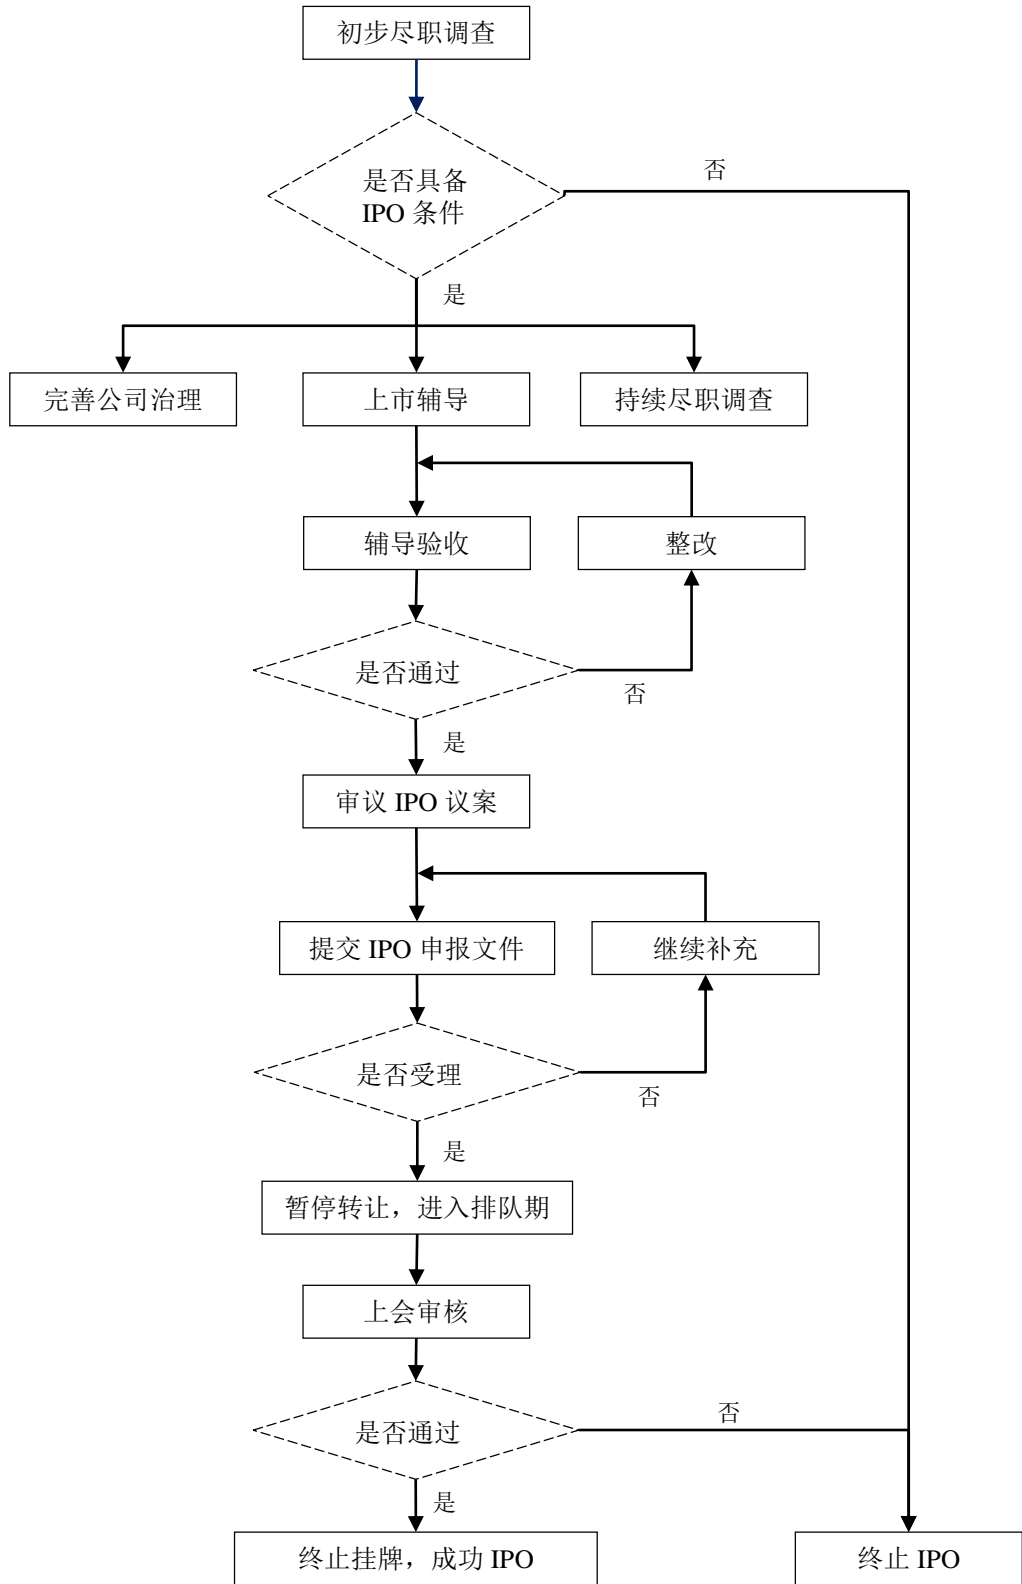 初步尽职调查
是否具备
IPO 条件
否
是
完善公司治理
上市辅导
持续尽职调查
辅导验收
整改
是否通过
否
是
审议 IPO 议案
提交 IPO 申报文件
继续补充
是否受理
否
是
暂停转让，进入排队期
上会审核
是否通过
否
是
终止挂牌，成功 IPO
终止 IPO